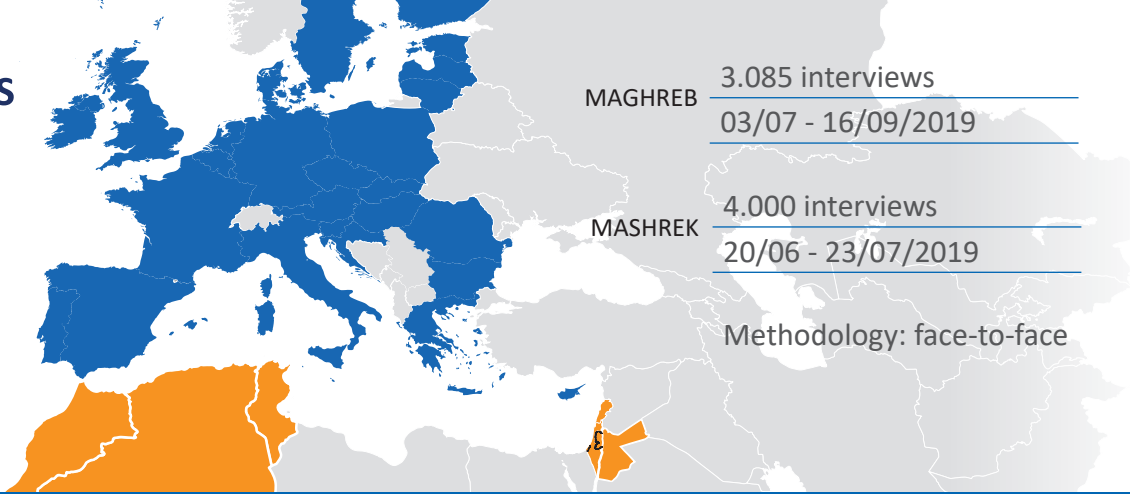 S
MAGHREB
3.085 interviews
03/07 - 16/09/2019
MASHREK
4.000 interviews
20/06 - 23/07/2019
Methodology: face-to-face